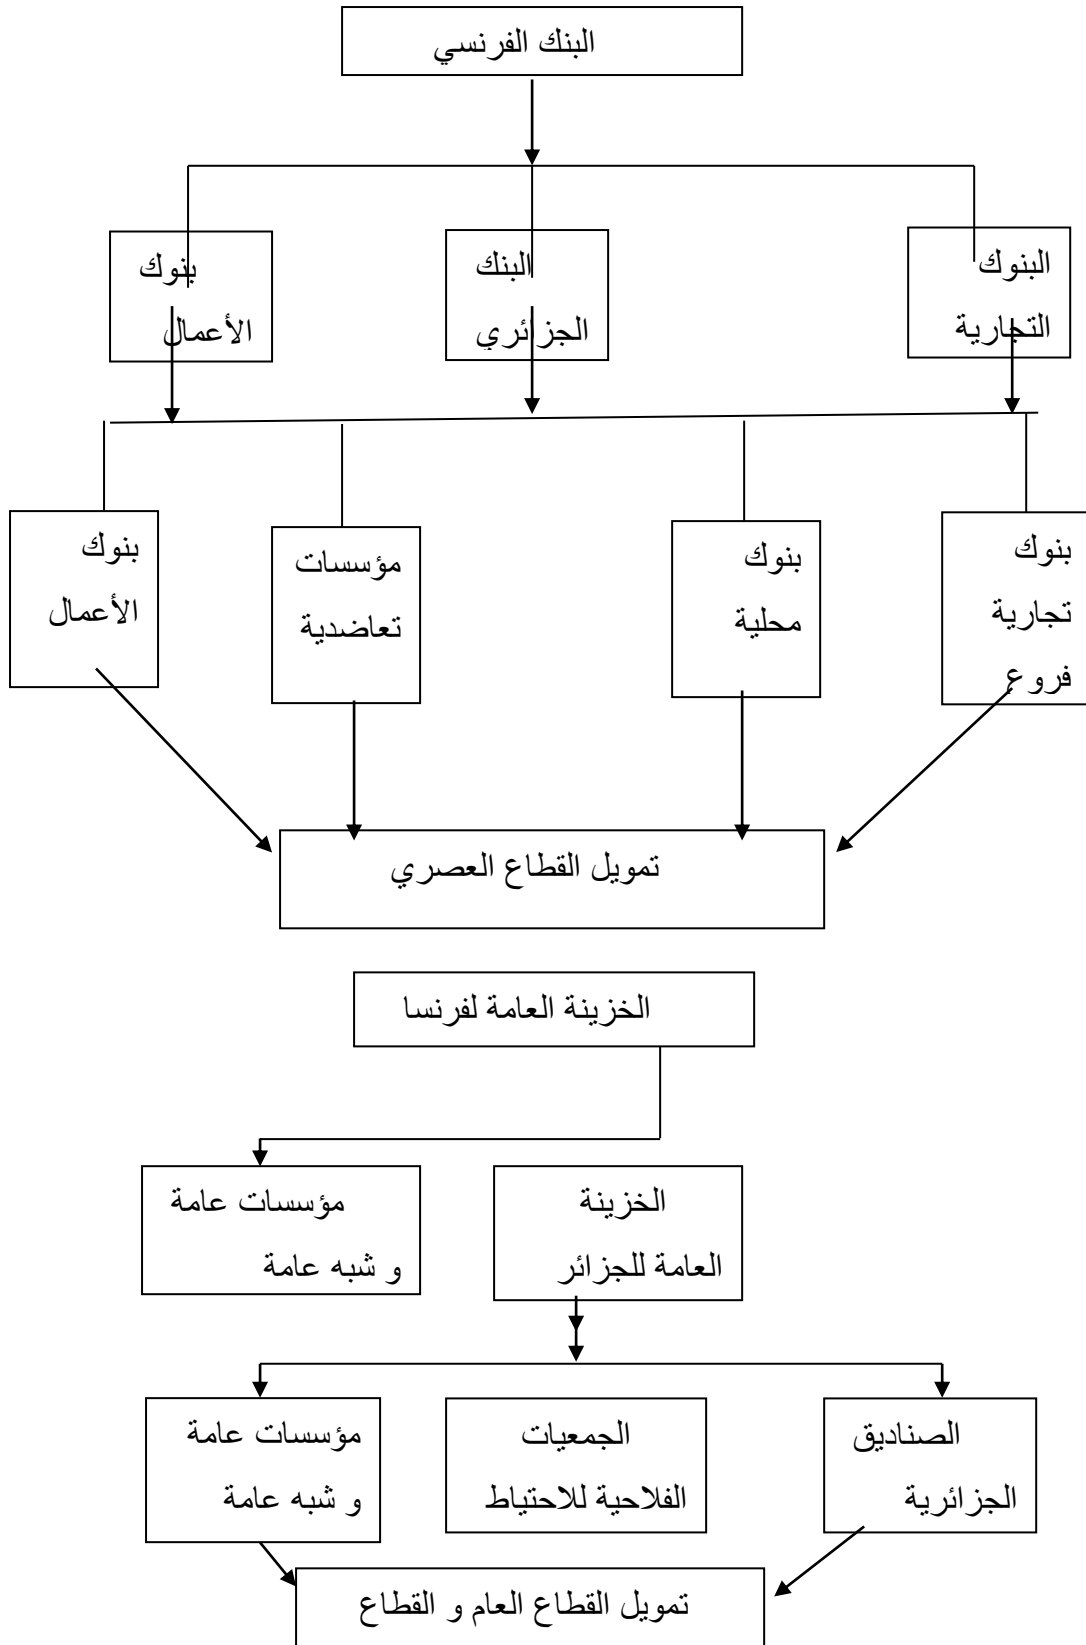 البنك الفرنسي
البنوك
التجارية
البنك
الجزائري
بنوك
الأعمال
بنوك
تجارية
فروع
بنوك
محلية
مؤسسات
تعاضدية
بنوك
الأعمال
تمويل القطاع العصري
الخزينة العامة لفرنسا
الخزينة
العامة للجزائر
مؤسسات عامة
و شبه عامة
الصناديق
الجزائرية
الجمعيات
الفلاحية للاحتياط
مؤسسات عامة
و شبه عامة
تمويل القطاع العام و القطاع